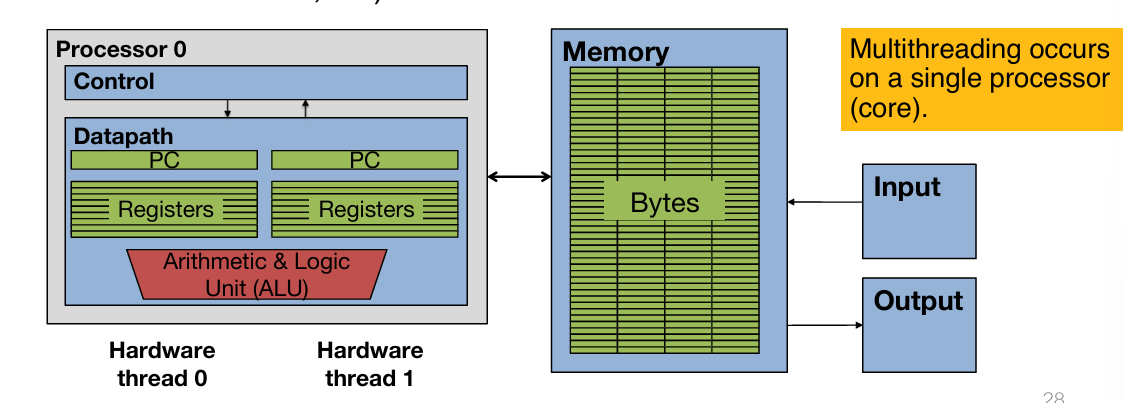 Processor 0
Control
Datapath
PC
PC
Registers
Registers
Arithmetic & Logic
Unit (ALU)
Hardware
thread 0
Hardware
thread 1
Memory
Bytes
Multithreading occurs
on a single processor
(core).
Input
Output
28